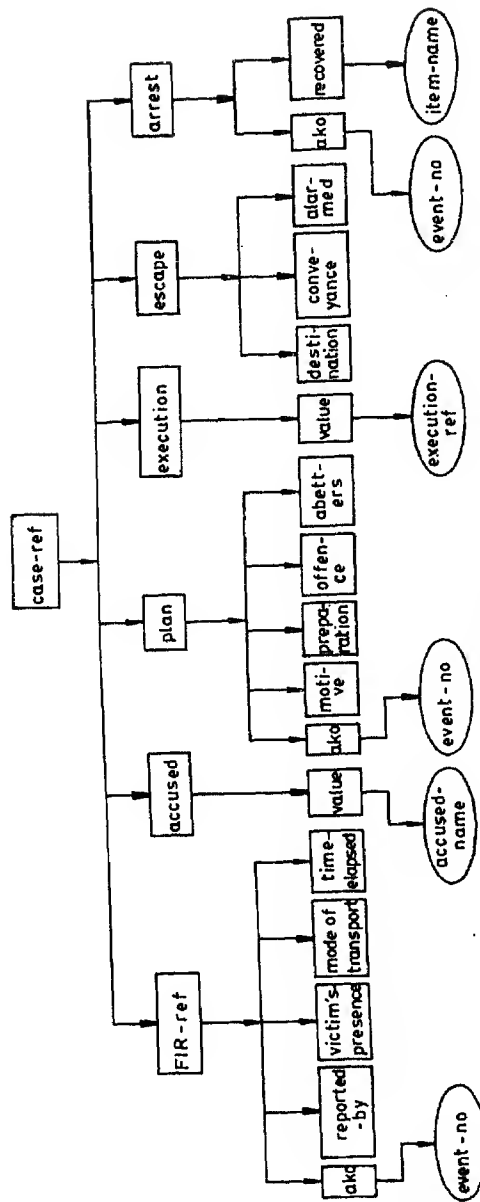 case-ref
FIR-ref
accused
plan
execution
escape
arrest
ako
reported
-by
victim's-
presence
mode of
transport
time-
elapsed
value
ako
moti-
ve
prepa-
ration
offen-
ce
abett-
ers
value
desti-
nation
conve-
yance
alar-
med
ako
recovered
event-no
accused-
name
event-no
execution-
ref
event-no
item-name